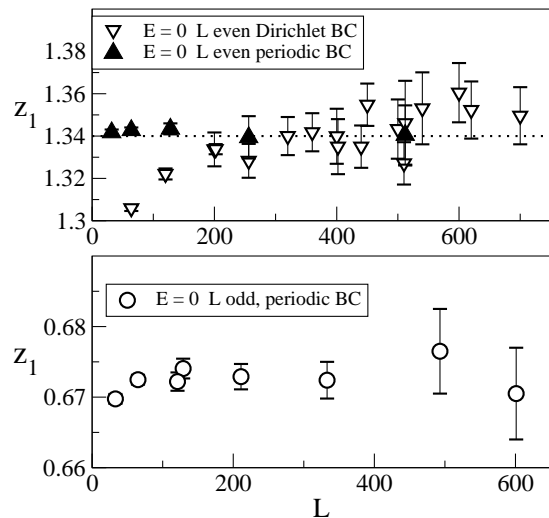 E = 0 L even Dirichlet BC
E = 0 L even periodic BC
1.38
1.36
1.34
1.32
1.3
z1
0 200 400 600
E = 0 L odd, periodic BC
0.68
0.67
0.66
z1
0 200 400 600
L